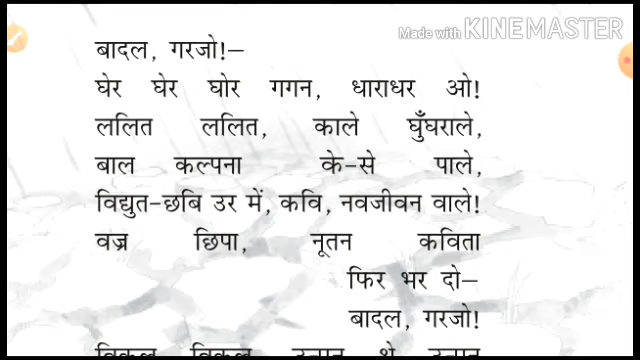 Made with KINEMASTER
बादल, गरजो!–
घेर घेर घोर गगन, धाराधर ओ!
ललित ललित, काले घुँघराले,
बाल कल्पना के-से पाले,
विद्युत-छबि उर में, कवि, नवजीवन वाले!
वज्र छिपा, नूतन कविता
फिर भर दो–
बादल, गरजो!